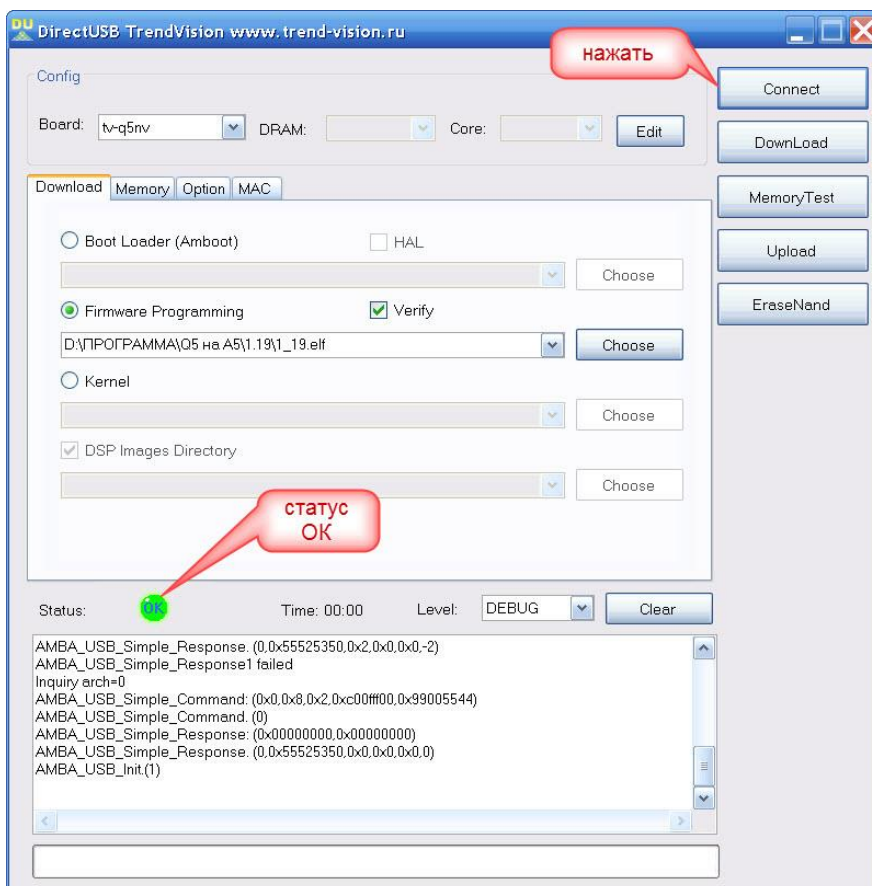 DirectUSB TrendVision www.trend-vision.ru
нажать
Config
Connect
Board: tv-q5nv DRAM: Core: Edit
DownLoad
Download Memory Option MAC
MemoryTest
Boot Loader (Amboot) HAL
Choose
Upload
Firmware Programming Verify
EraseNand
D:\ПРОГРАММА\Q5 на A5\1.19\1_19.elf Choose
Kernel
Choose
DSP Images Directory
Choose
статус
ОК
Status: OK Time: 00:00 Level: DEBUG Clear
AMBA_USB_Simple_Response. (0,0x55525350,0x2,0x0,0x0,-2)
AMBA_USB_Simple_Response1 failed
Inquiry arch=0
AMBA_USB_Simple_Command: (0x0,0x8,0x2,0xc00fff00,0x99005544)
AMBA_USB_Simple_Command. (0)
AMBA_USB_Simple_Response: (0x00000000,0x00000000)
AMBA_USB_Simple_Response. (0,0x55525350,0x0,0x0,0x0,0)
AMBA_USB_Init.(1)